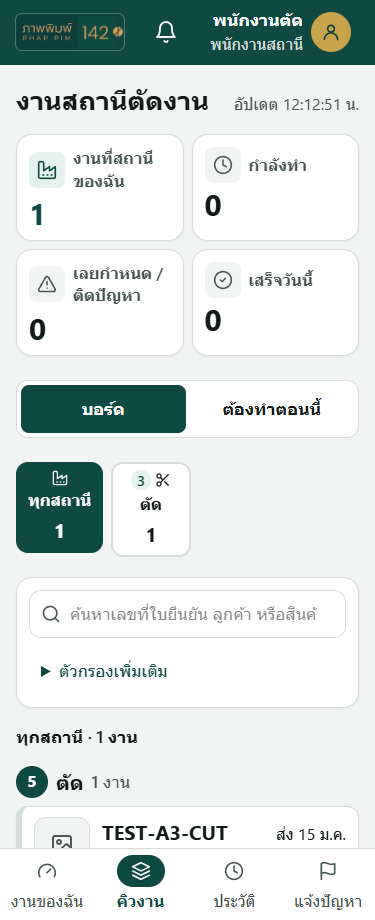 ภาพพิมพ์
PHAP PIM
142
พนักงานตัด
พนักงานสถานี
งานสถานีตัดงาน
อัปเดต 12:12:51 น.
งานที่สถานี
ของฉัน
1
กำลังทำ
0
เลยกำหนด /
ติดปัญหา
0
เสร็จวันนี้
0
บอร์ด
ต้องทำตอนนี้
ทุกสถานี
1
3
ตัด
1
ค้นหาเลขที่ใบยืนยัน ลูกค้า หรือสินค้
ตัวกรองเพิ่มเติม
ทุกสถานี · 1 งาน
5 ตัด 1 งาน
TEST-A3-CUT
ส่ง 15 ม.ค.
งานของฉัน
คิวงาน
ประวัติ
แจ้งปัญหา